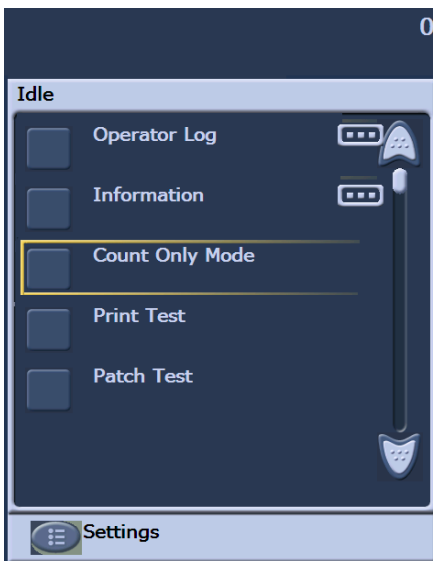 0
Idle
Operator Log
Information
Count Only Mode
Print Test
Patch Test
Settings